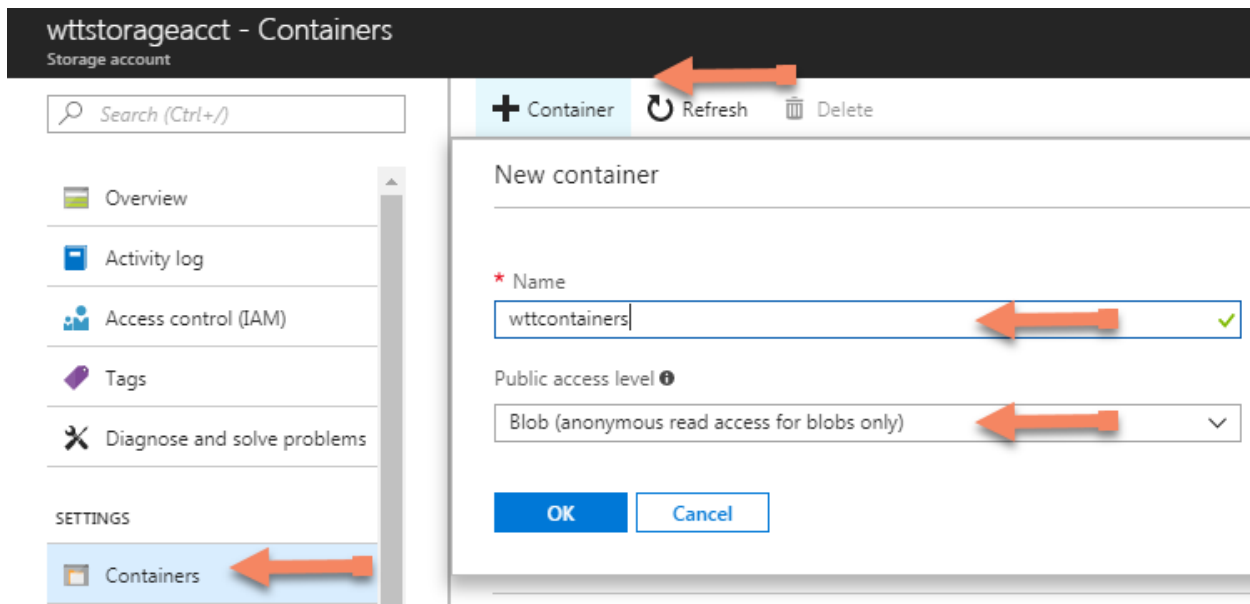 wttstorageacct - Containers
Storage account
Search (Ctrl+/)
Overview
Activity log
Access control (IAM)
Tags
Diagnose and solve problems
SETTINGS
Containers
Container Refresh Delete
New container
* Name
wttcontainers
Public access level
Blob (anonymous read access for blobs only)
OK Cancel